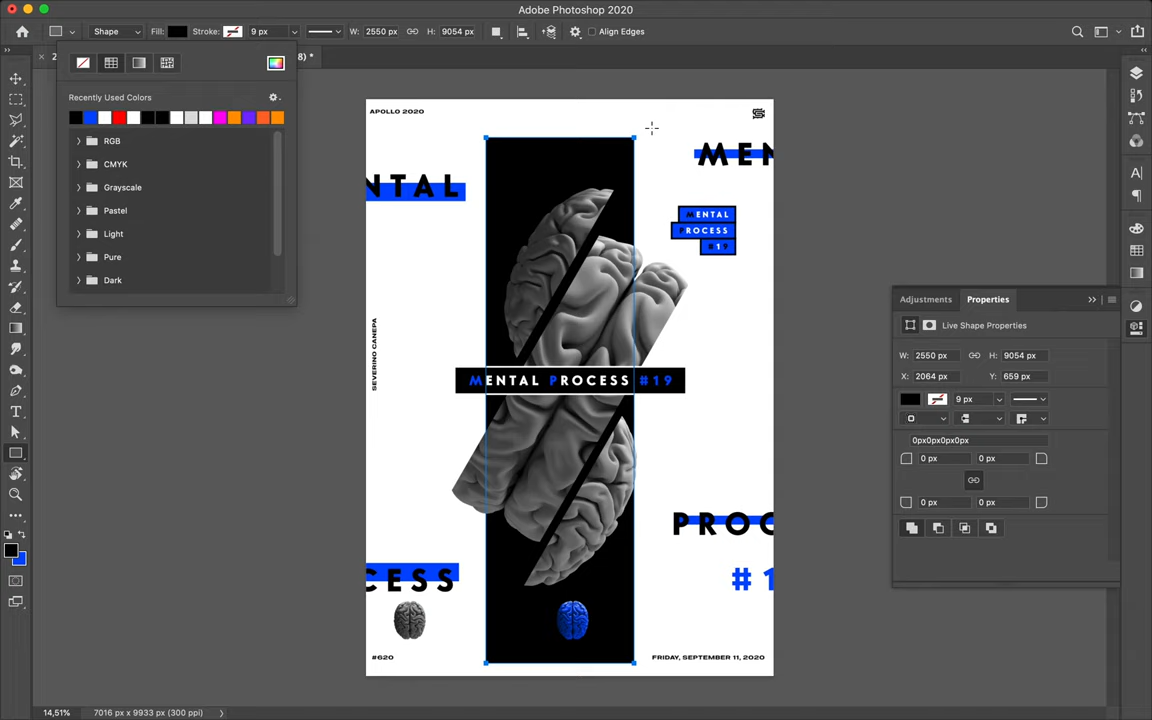 Adobe Photoshop 2020
Shape
Fill:
Stroke:
9 px
W:
2550 px
H:
9054 px
Align Edges
8) *
Recently Used Colors
RGB
CMYK
Grayscale
Pastel
Light
Pure
Dark
APOLLO 2020
MEN
NTAL
MENTAL
PROCESS
#19
SEVERINO CANEPA
MENTAL PROCESS #19
PROC
#1
CESS
#620
FRIDAY, SEPTEMBER 11, 2020
Adjustments
Properties
Live Shape Properties
W: 2550 px
H: 9054 px
X: 2064 px
Y: 659 px
9 px
0px0px0px0px
0 px
0 px
0 px
0 px
14,51%
7016 px x 9933 px (300 ppi)